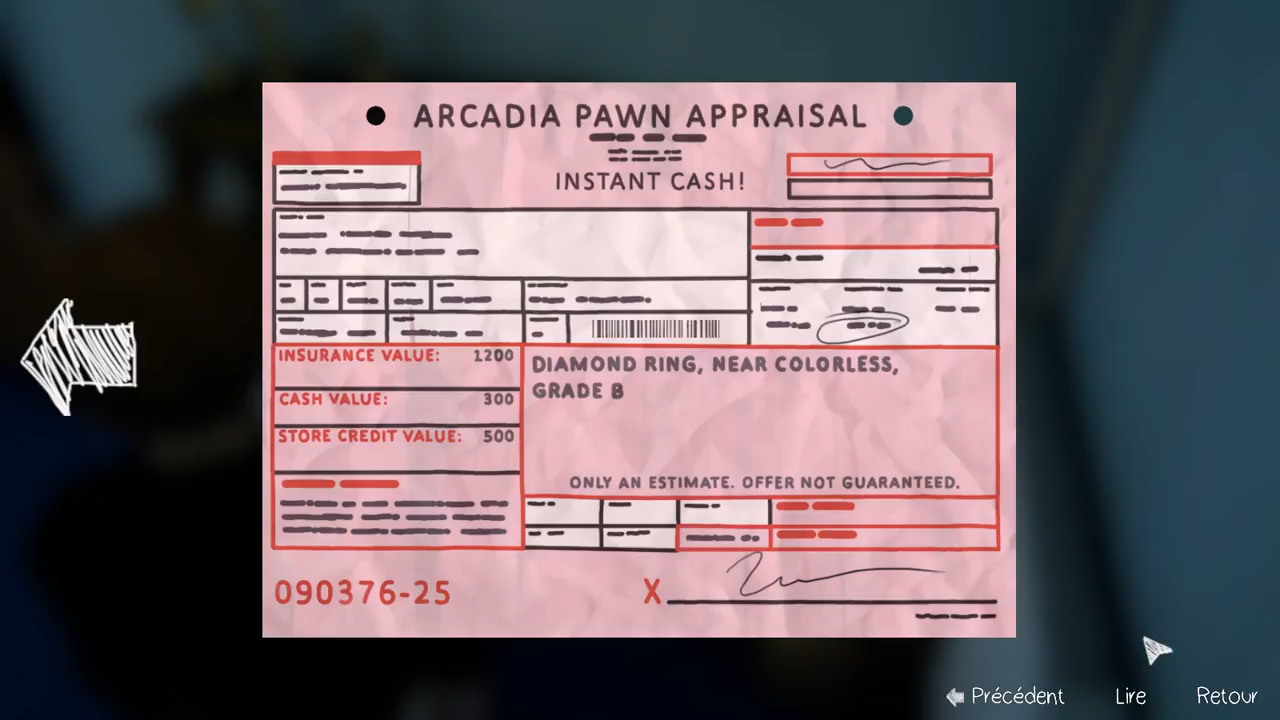 ARCADIA PAWN APPRAISAL
INSTANT CASH!
INSURANCE VALUE: 1200
CASH VALUE: 300
STORE CREDIT VALUE: 500
DIAMOND RING, NEAR COLORLESS,
GRADE B
ONLY AN ESTIMATE. OFFER NOT GUARANTEED.
090376-25
X
Précédent Lire Retour